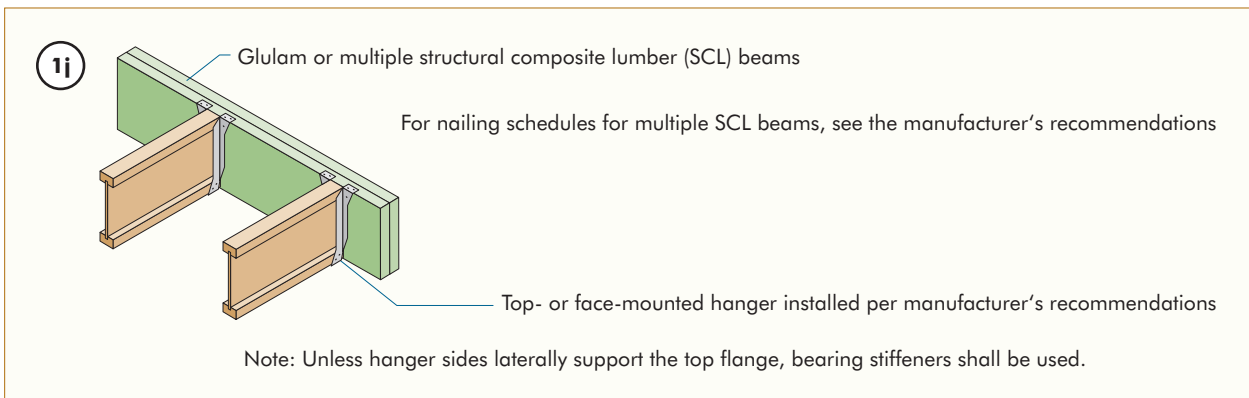 1j
Glulam or multiple structural composite lumber (SCL) beams
For nailing schedules for multiple SCL beams, see the manufacturer‘s recommendations
Top- or face-mounted hanger installed per manufacturer‘s recommendations
Note: Unless hanger sides laterally support the top flange, bearing stiffeners shall be used.